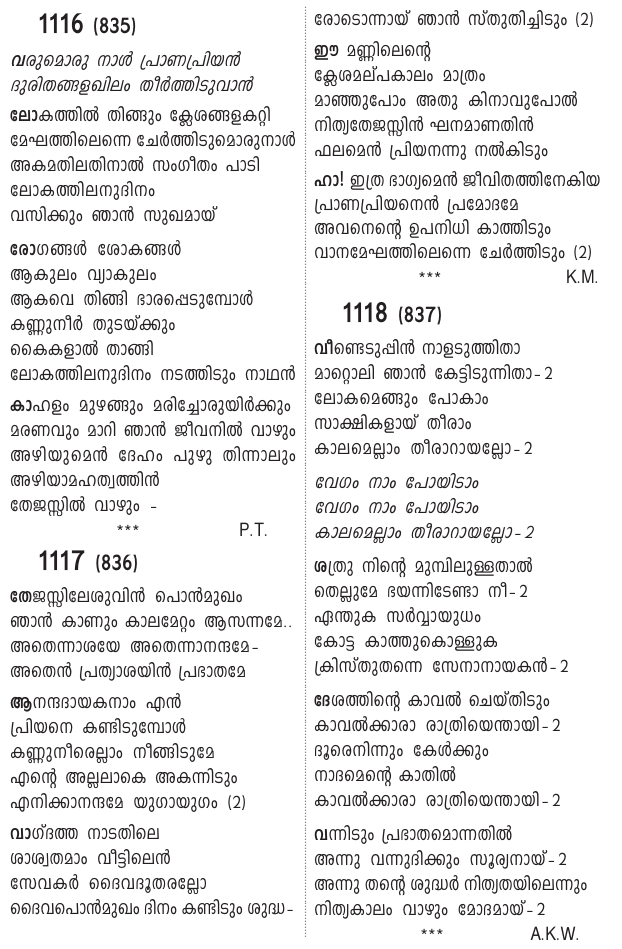 1116 (835)
വരുമൊരു നാൾ പ്രാണപ്രിയൻ
ദുരിതങ്ങളഖിലം തീർത്തിടുവാൻ
ലോകത്തിൽ തിങ്ങും ക്ലേശങ്ങളകറ്റി
മേഘത്തിലെന്നെ ചേർത്തിടുമൊരുനാൾ
അകമതിലതിനാൽ സംഗീതം പാടി
ലോകത്തിലനുദിനം
വസിക്കും ഞാൻ സുഖമായ്
രോഗങ്ങൾ ശോകങ്ങൾ
ആകുലം വ്യാകുലം
ആകവെ തിങ്ങി ഭാരപ്പെടുമ്പോൾ
കണ്ണുനീർ തുടയ്ക്കും
കൈകളാൽ താങ്ങി
ലോകത്തിലനുദിനം നടത്തിടും നാഥൻ
കാഹളം മുഴങ്ങും മരിച്ചോരുയിർക്കും
മരണവും മാറി ഞാൻ ജീവനിൽ വാഴും
അഴിയുമെൻ ദേഹം പുഴു തിന്നാലും
അഴിയാമഹത്വത്തിൻ
തേജസ്സിൽ വാഴും -
*** P.T.
1117 (836)
തേജസ്സിലേശുവിൻ പൊൻമുഖം
ഞാൻ കാണും കാലമേറ്റം ആസന്നമേ..
അതെന്നാശയേ അതെന്നാനന്ദമേ-
അതെൻ പ്രത്യാശയിൻ പ്രഭാതമേ
ആനന്ദദായകനാം എൻ
പ്രിയനെ കണ്ടിടുമ്പോൾ
കണ്ണുനീരെല്ലാം നീങ്ങിടുമേ
എന്റെ അല്ലലാകെ അകന്നിടും
എനിക്കാനന്ദമേ യുഗായുഗം (2)
വാഗ്ദത്ത നാടതിലെ
ശാശ്വതമാം വീട്ടിലെൻ
സേവകർ ദൈവദൂതരല്ലോ
ദൈവപൊൻമുഖം ദിനം കണ്ടിടും ശുദ്ധ-
രോടൊന്നായ് ഞാൻ സ്തുതിച്ചിടും (2)
ഈ മണ്ണിലെന്റെ
ക്ലേശമല്പകാലം മാത്രം
മാഞ്ഞുപോം അതു കിനാവുപോൽ
നിത്യതേജസ്സിൻ ഘനമാണതിൻ
ഫലമെൻ പ്രിയനന്നു നൽകിടും
ഹാ! ഇത്ര ഭാഗ്യമെൻ ജീവിതത്തിനേകിയ
പ്രാണപ്രിയനെൻ പ്രമോദമേ
അവനെന്റെ ഉപനിധി കാത്തിടും
വാനമേഘത്തിലെന്നെ ചേർത്തിടും (2)
*** K.M.
1118 (837)
വീണ്ടെടുപ്പിൻ നാളടുത്തിതാ
മാറ്റൊലി ഞാൻ കേട്ടിടുന്നിതാ-2
ലോകമെങ്ങും പോകാം
സാക്ഷികളായ് തീരാം
കാലമെല്ലാം തീരാറായല്ലോ-2
വേഗം നാം പോയിടാം
വേഗം നാം പോയിടാം
കാലമെല്ലാം തീരാറായല്ലോ-2
ശത്രു നിന്റെ മുമ്പിലുള്ളതാൽ
തെല്ലുമേ ഭയന്നിടേണ്ടാ നീ-2
ഏന്തുക സർവ്വായുധം
കോട്ട കാത്തുകൊള്ളുക
ക്രിസ്തുതന്നെ സേനാനായകൻ-2
ദേശത്തിന്റെ കാവൽ ചെയ്തിടും
കാവൽക്കാരാ രാത്രിയെന്തായി-2
ദൂരെനിന്നും കേൾക്കും
നാദമെന്റെ കാതിൽ
കാവൽക്കാരാ രാത്രിയെന്തായി-2
വന്നിടും പ്രഭാതമൊന്നതിൽ
അന്നു വന്നുദിക്കും സൂര്യനായ്-2
അന്നു തന്റെ ശുദ്ധർ നിത്യതയിലെന്നും
നിത്യകാലം വാഴും മോദമായ്-2
*** A.K.W.